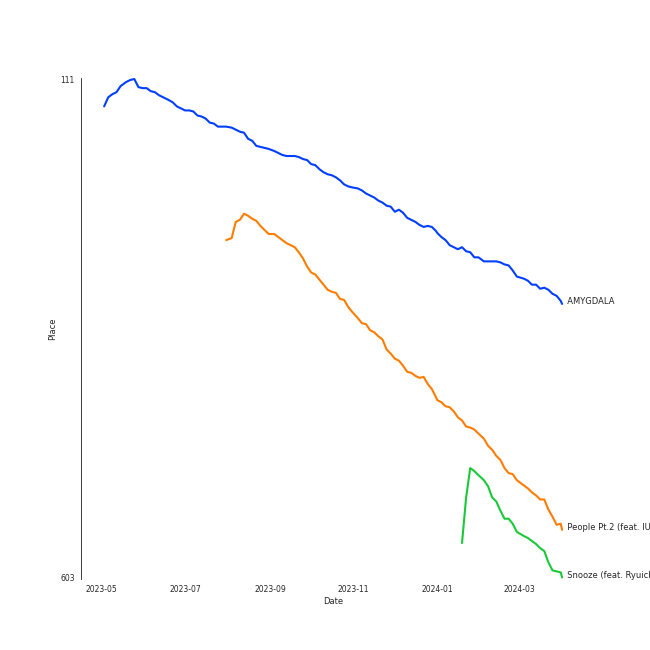 111
AMYGDALA
Place
People Pt.2 (feat. IU
Snooze (feat. Ryuic
603
2023-05 2023-07 2023-09 2023-11 2024-01 2024-03
Date